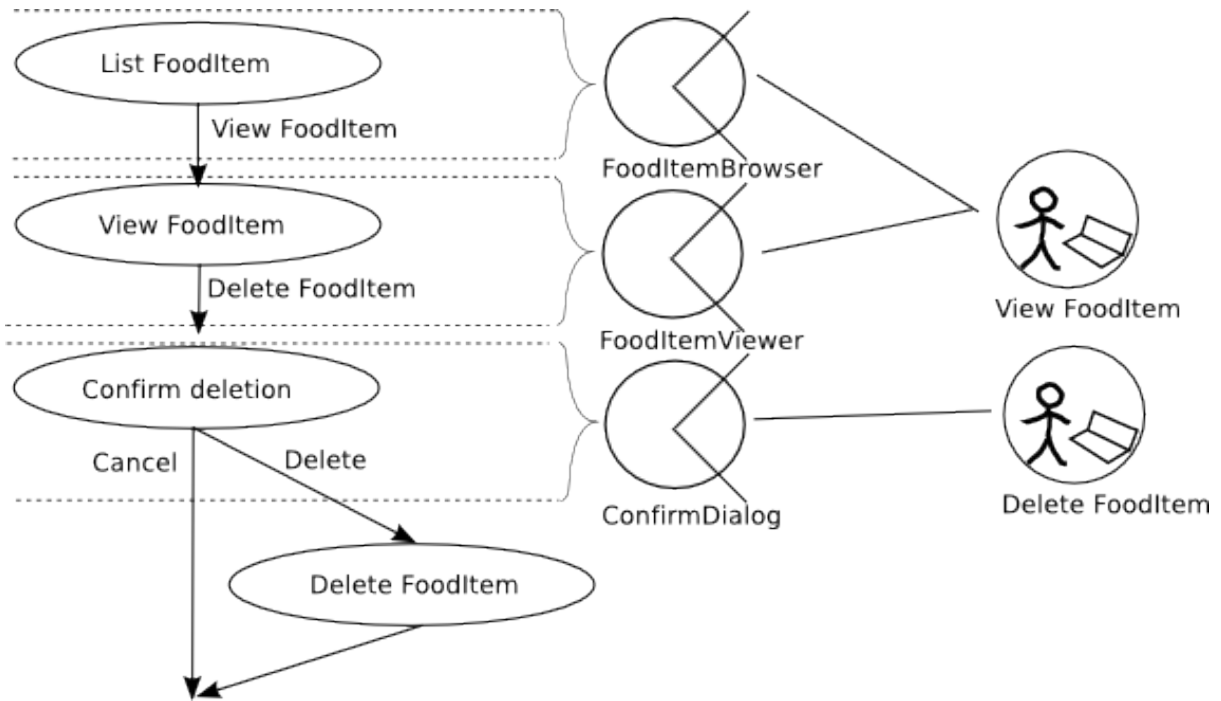 List FoodItem
View FoodItem
FoodItemBrowser
View FoodItem
Delete FoodItem
View FoodItem
FoodItemViewer
Confirm deletion
Cancel
Delete
Delete FoodItem
ConfirmDialog
Delete FoodItem